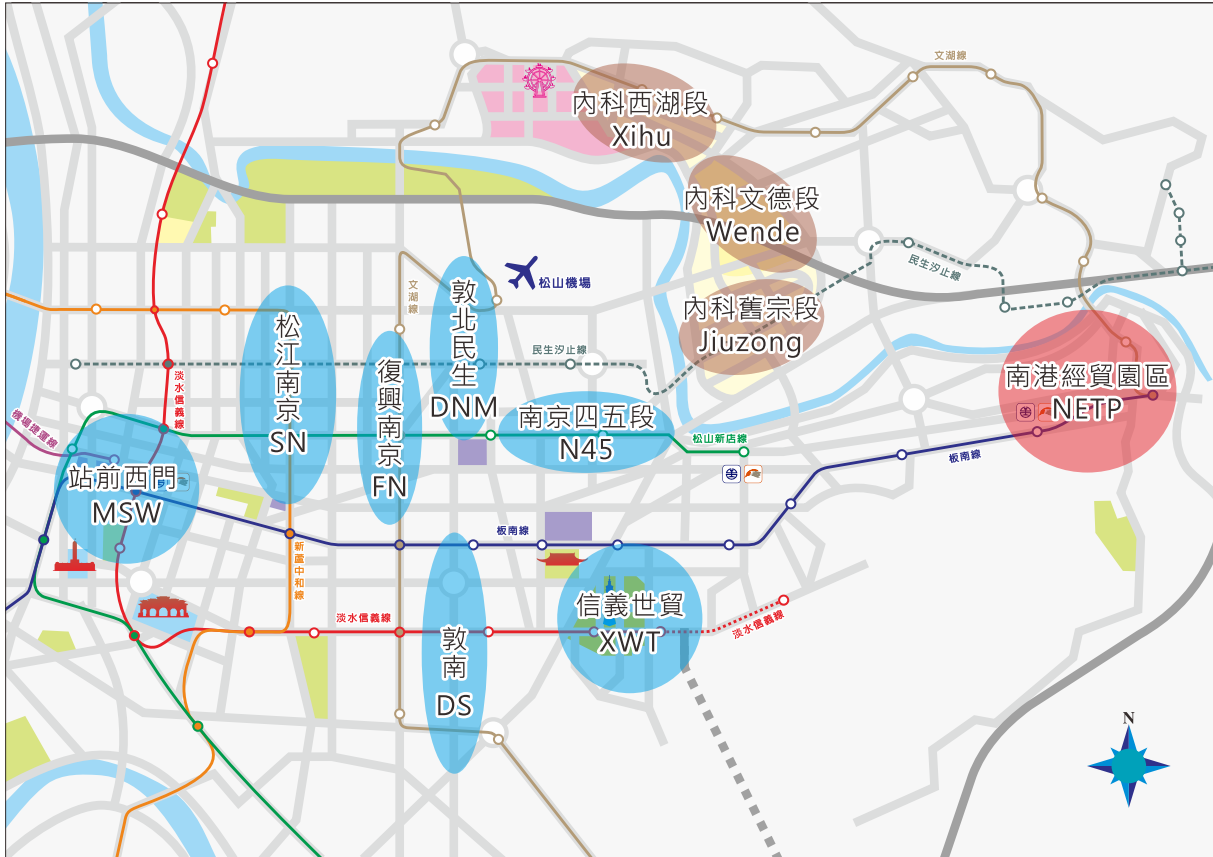 文湖線
內科西湖段
Xihu
內科文德段
Wende
民生汐止線
松山機場
文湖線
敦北民生
DNM
內科舊宗段
Jiuzong
松江南京
SN
復興南京
FN
民生汐止線
南港經貿園區
NETP
淡水信義線
機場捷運線
南京四五段
N45
松山新店線
板南線
站前西門
MSW
板南線
新蘆中和線
信義世貿
XWT
淡水信義線
淡水信義線
敦南
DS
N